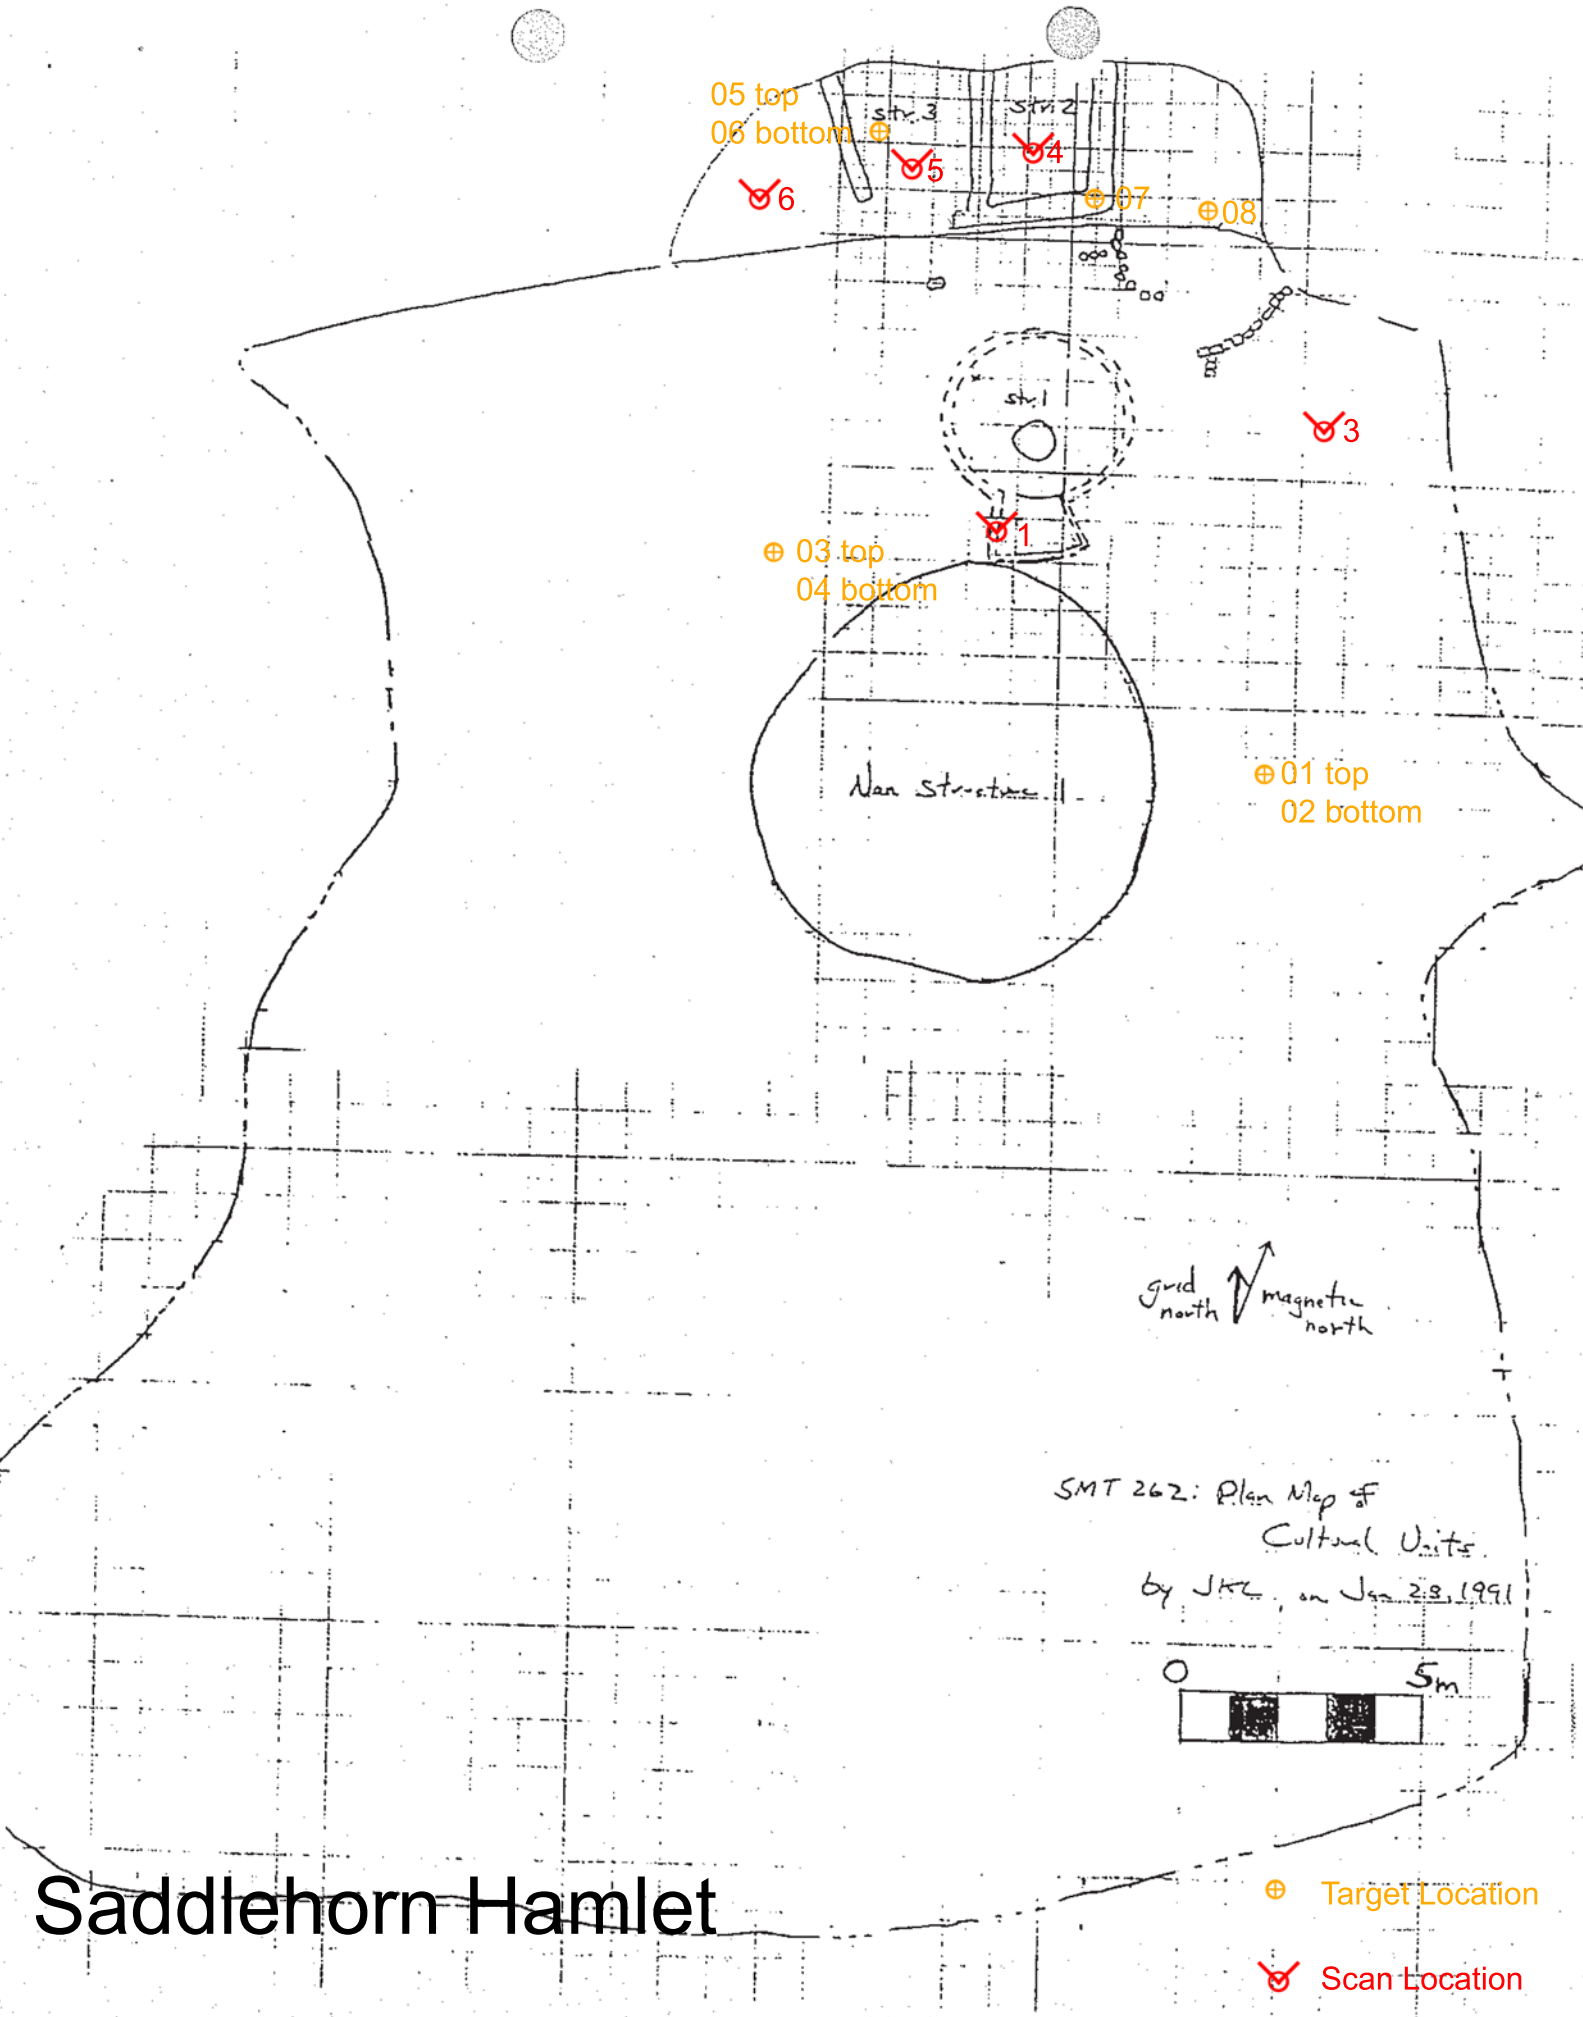 05 top
06 bottom
str.3
str.2
4
5
6
07
08
str.1
3
1
03 top
04 bottom
Non Structure 1
01 top
02 bottom
grid
north
magnetic
north
5MT 262: Plan Map of
Cultural Units
by JKL on Jan 23, 1991
0
5m
Saddlehorn Hamlet
Target Location
Scan Location